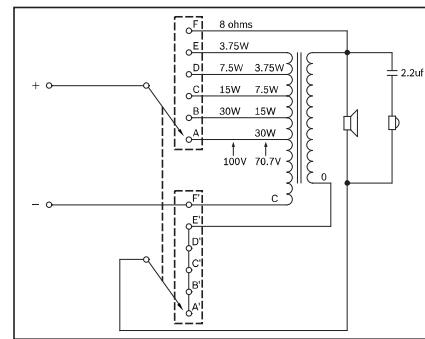 F 8 ohms
E 3.75W
D 7.5W 3.75W
C 15W 7.5W
B 30W 15W
A 30W
100V 70.7V
2.2uf
+
0
− F' C
E'
D'
C'
B'
A'